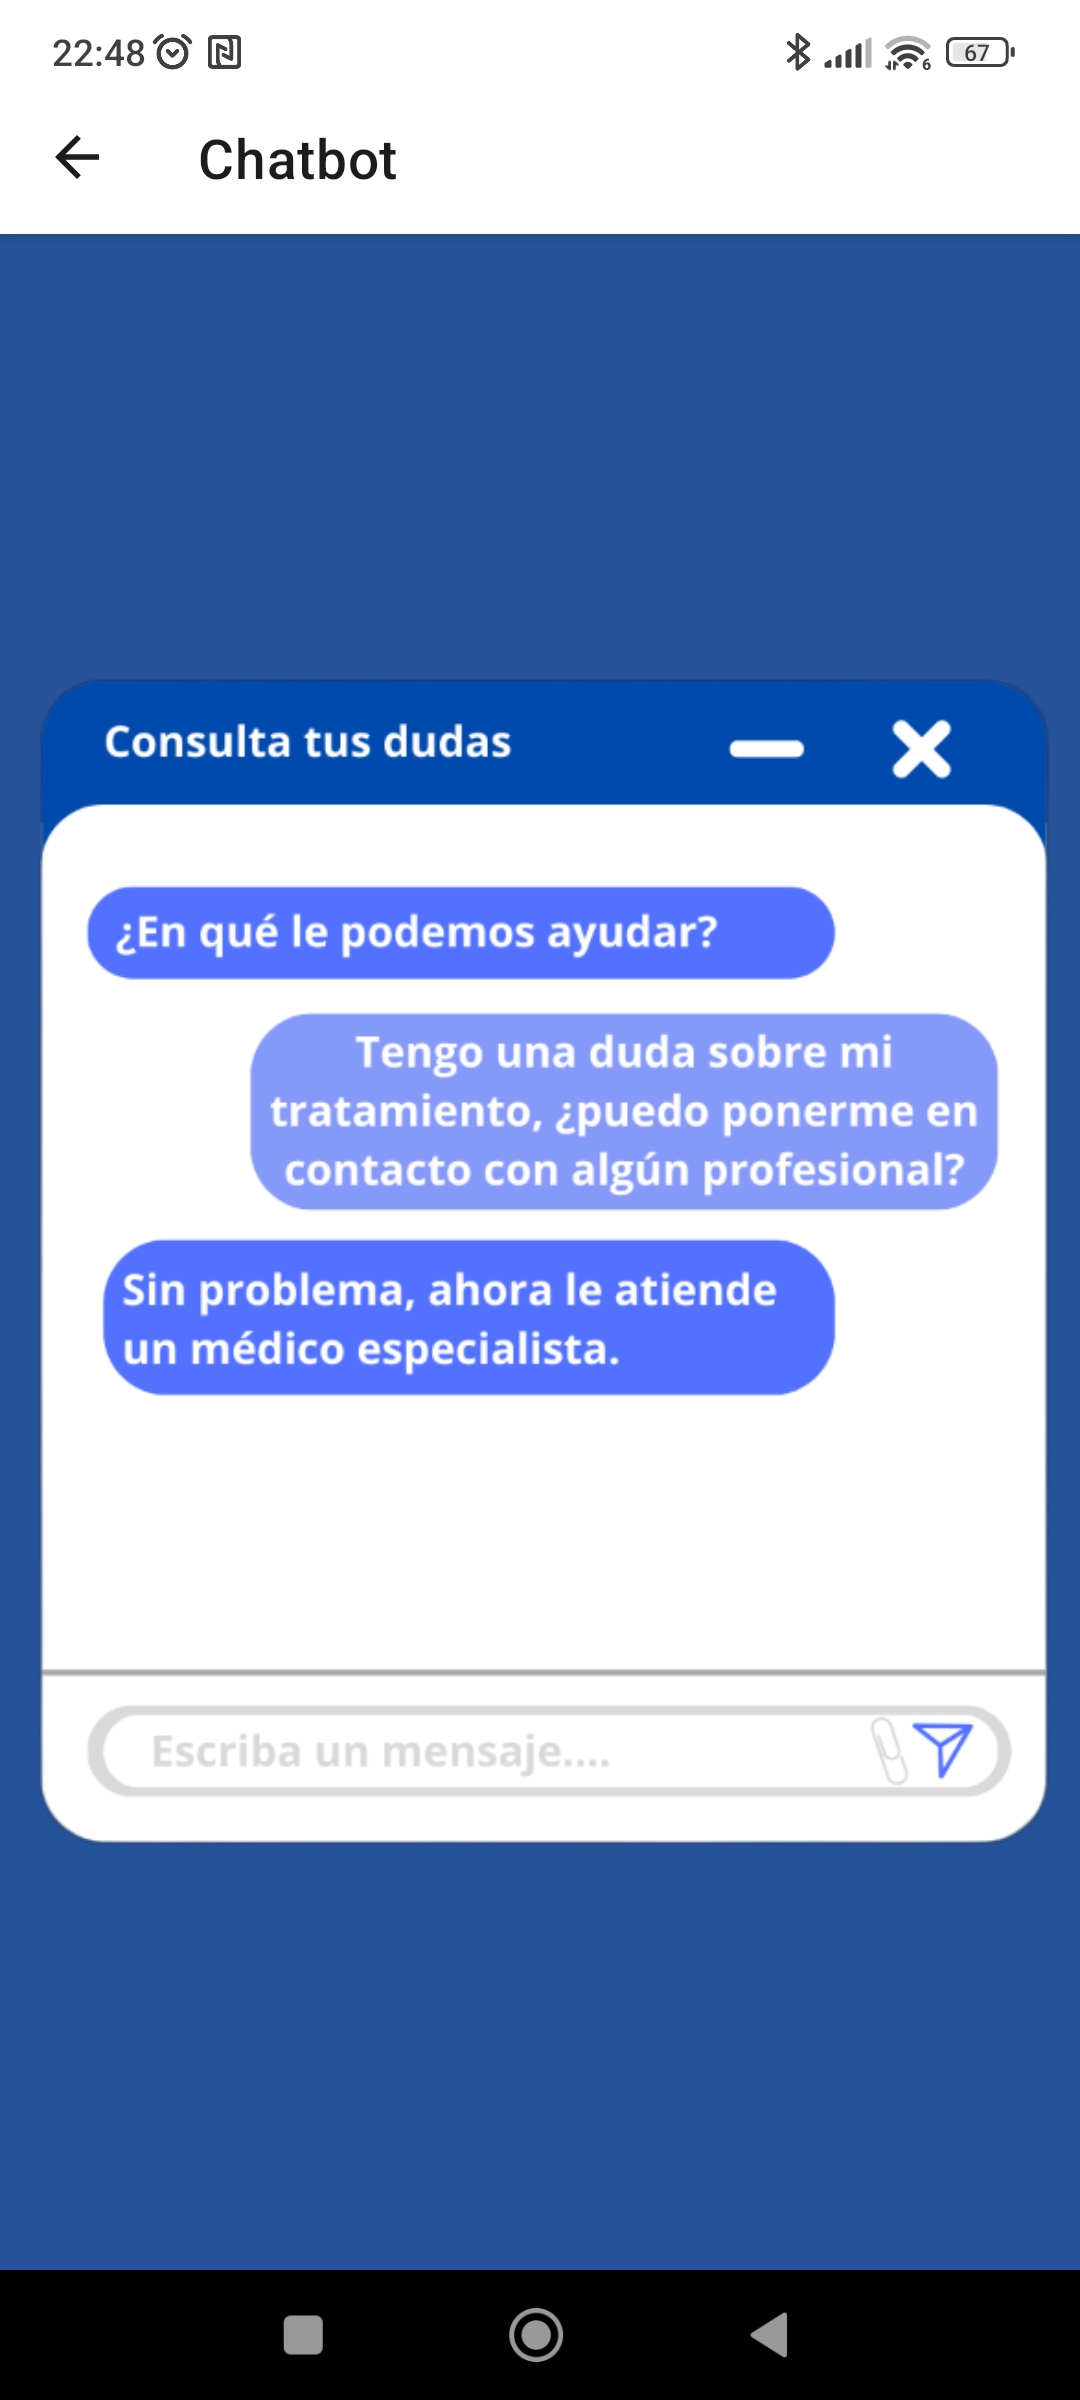 22:48
6
67
Chatbot
Consulta tus dudas
¿En qué le podemos ayudar?
Tengo una duda sobre mi
tratamiento, ¿puedo ponerme en
contacto con algún profesional?
Sin problema, ahora le atiende
un médico especialista.
Escriba un mensaje....